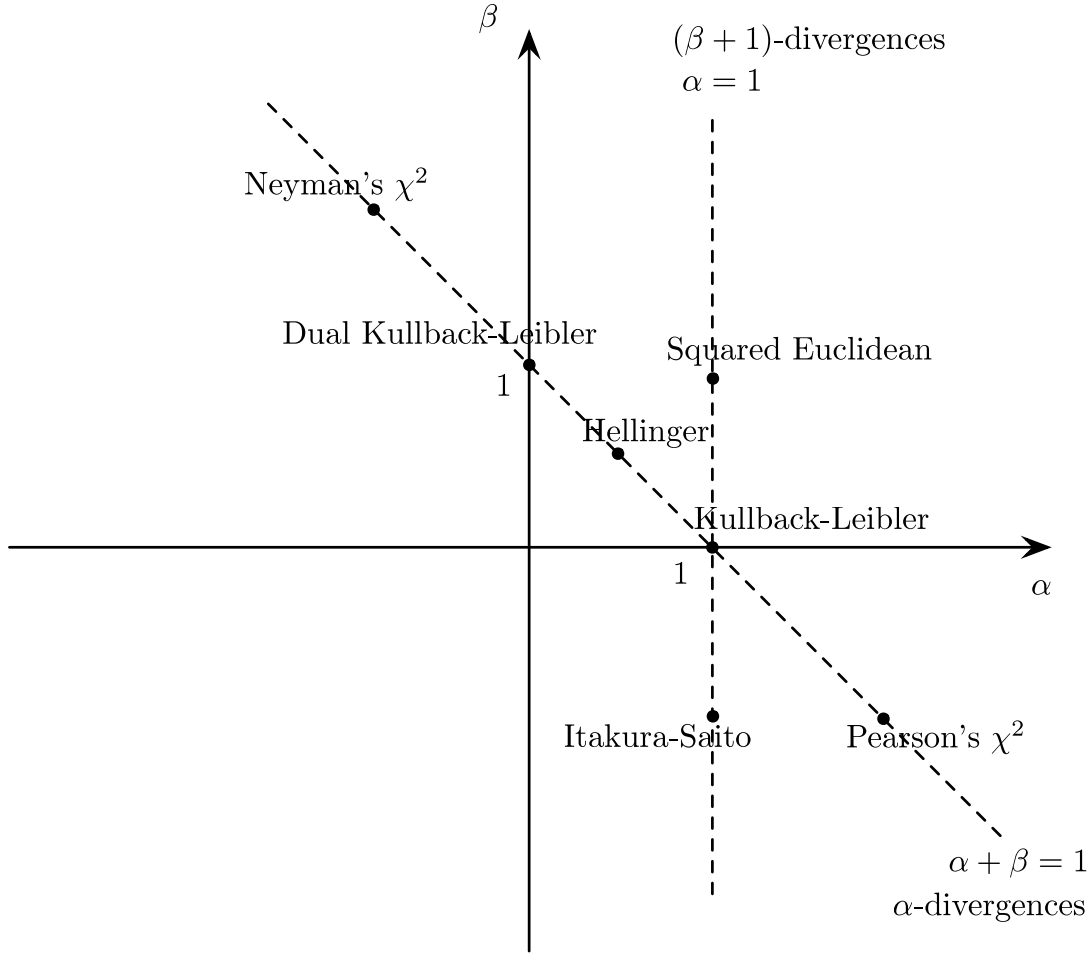 β
(β + 1)-divergences
α = 1
Neyman's χ²
Dual Kullback-Leibler
Squared Euclidean
1
Hellinger
Kullback-Leibler
1
α
Itakura-Saito
Pearson's χ²
α + β = 1
α-divergences